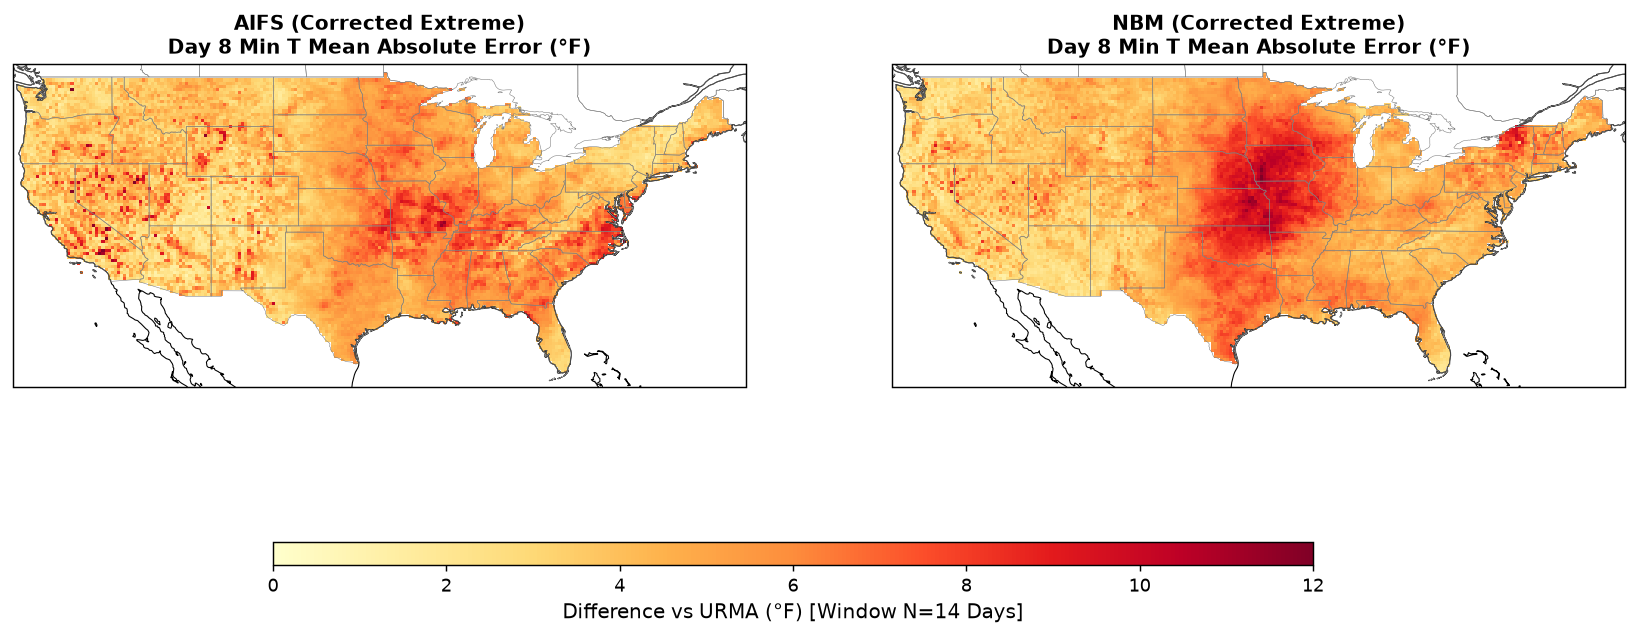 AIFS (Corrected Extreme)
Day 8 Min T Mean Absolute Error (°F)
NBM (Corrected Extreme)
Day 8 Min T Mean Absolute Error (°F)
0 2 4 6 8 10 12
Difference vs URMA (°F) [Window N=14 Days]